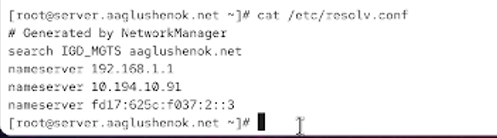 [root@server.aaglushenok.net ~]# cat /etc/resolv.conf
# Generated by NetworkManager
search IGD_MGTS aaglushenok.net
nameserver 192.168.1.1
nameserver 10.194.10.91
nameserver fd17:625c:f037:2::3
[root@server.aaglushenok.net ~]#